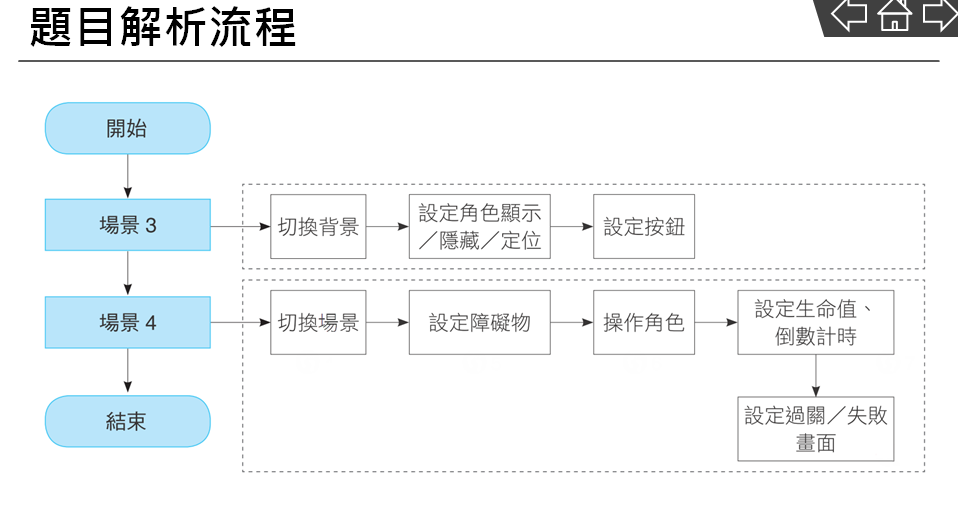 題目解析流程
開始
場景 3
切換背景
設定角色顯示
／隱藏／定位
設定按鈕
場景 4
切換場景
設定障礙物
操作角色
設定生命值、
倒數計時
結束
設定過關／失敗
畫面